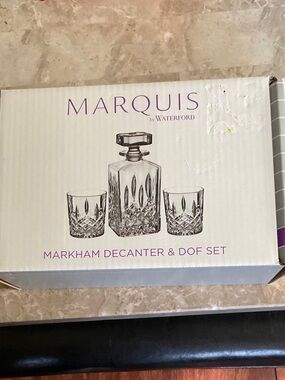 MARQUIS
by WATERFORD
MARKHAM DECANTER & DOF SET